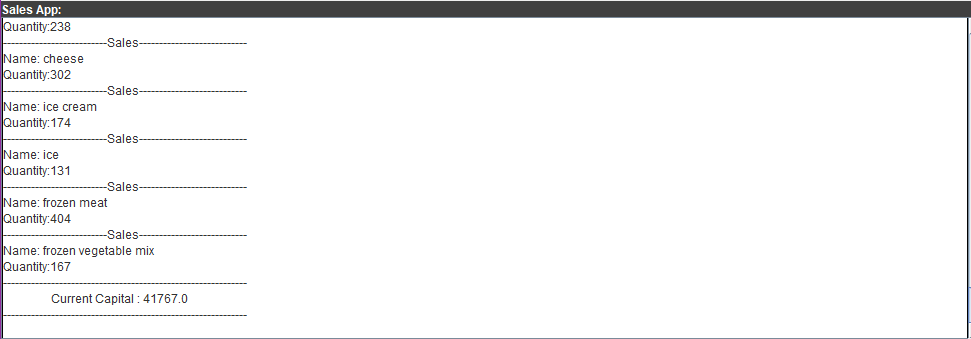 Sales App:
Quantity:238
---------------------------Sales---------------------------
Name: cheese
Quantity:302
---------------------------Sales---------------------------
Name: ice cream
Quantity:174
---------------------------Sales---------------------------
Name: ice
Quantity:131
---------------------------Sales---------------------------
Name: frozen meat
Quantity:404
---------------------------Sales---------------------------
Name: frozen vegetable mix
Quantity:167
-------------------------------------------------------------
Current Capital : 41767.0
-------------------------------------------------------------